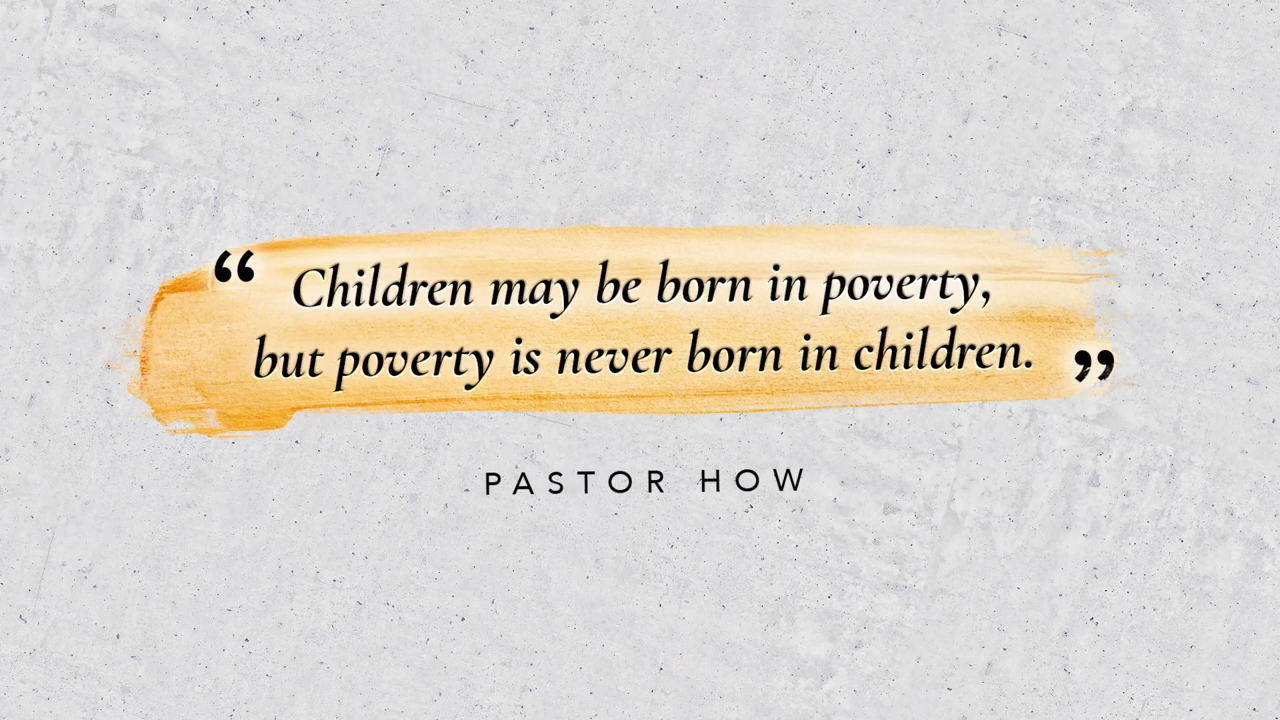 “ Children may be born in poverty,
but poverty is never born in children. ”
PASTOR HOW